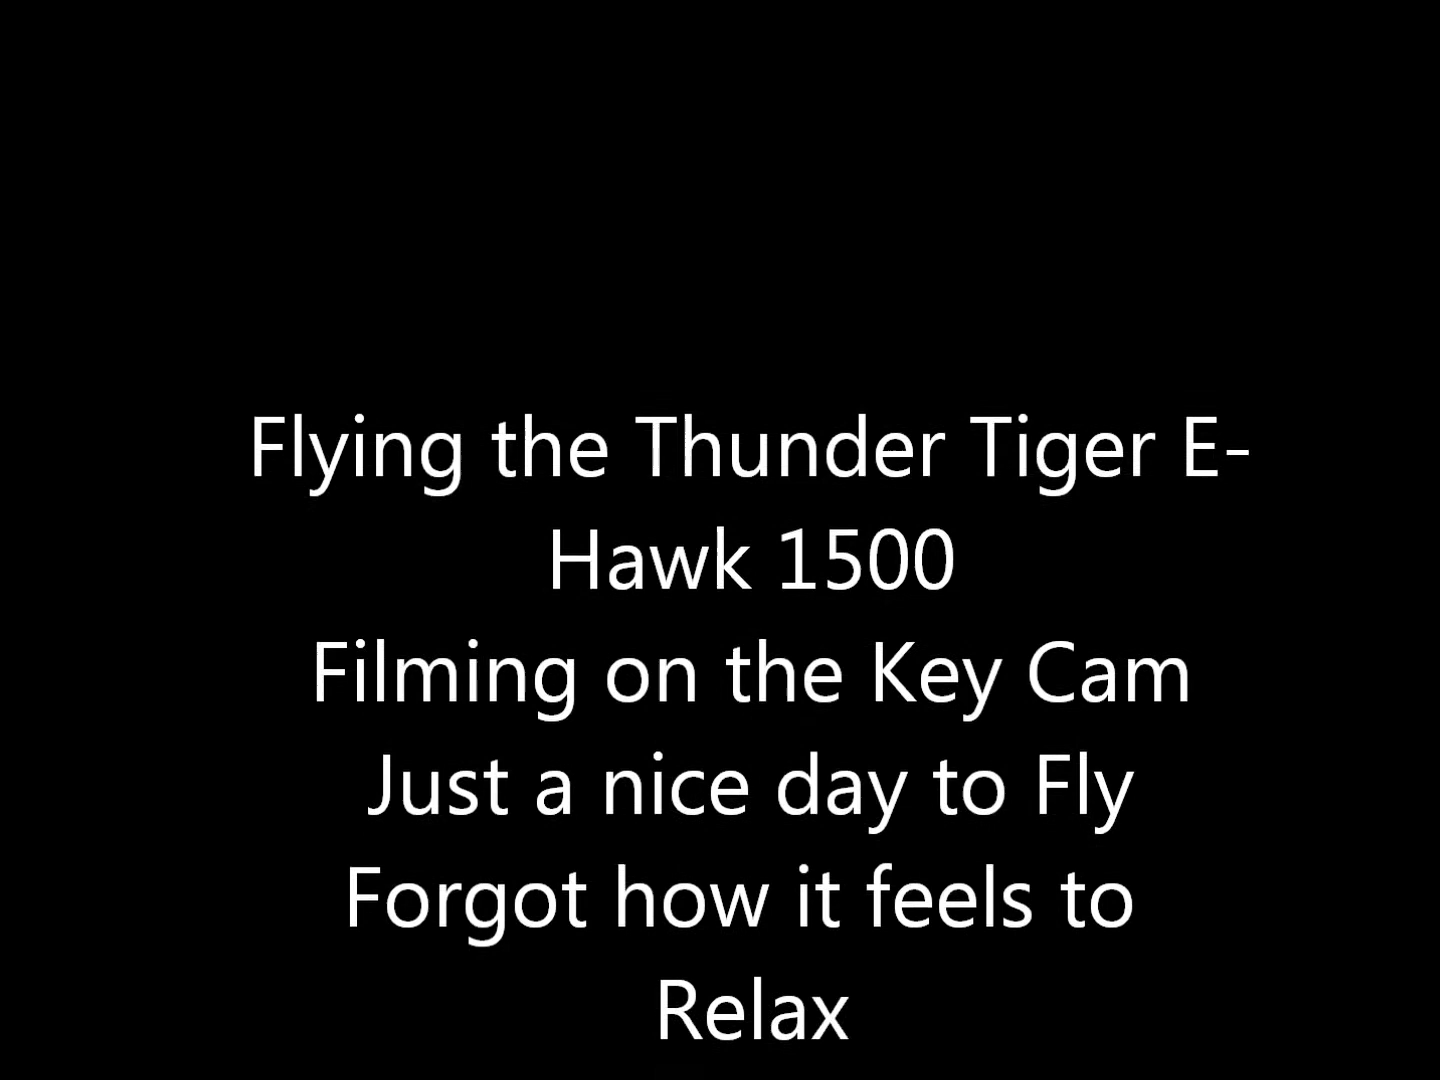 Flying the Thunder Tiger E-
Hawk 1500
Filming on the Key Cam
Just a nice day to Fly
Forgot how it feels to
Relax